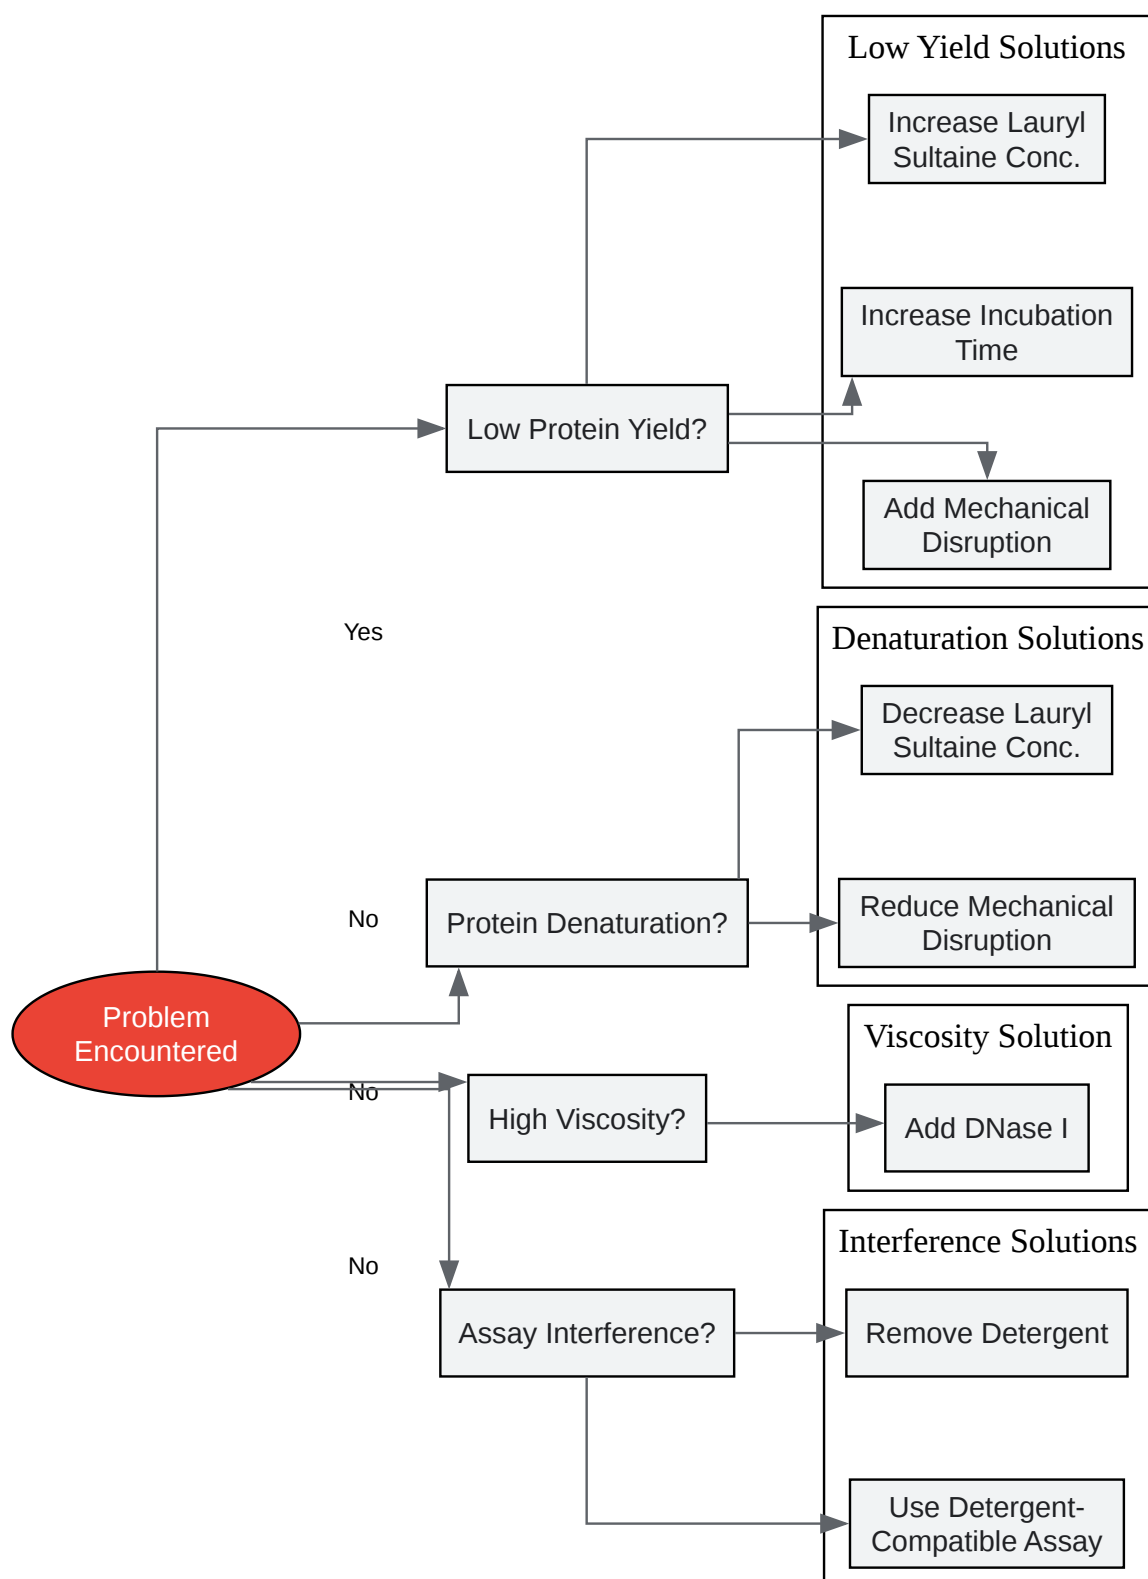 Low Yield Solutions
Increase Lauryl
Sultaine Conc.
Increase Incubation
Time
Low Protein Yield?
Add Mechanical
Disruption
Yes
Denaturation Solutions
Decrease Lauryl
Sultaine Conc.
No
Protein Denaturation?
Reduce Mechanical
Disruption
Problem
Encountered
Viscosity Solution
No
High Viscosity?
Add DNase I
Interference Solutions
No
Assay Interference?
Remove Detergent
Use Detergent-
Compatible Assay